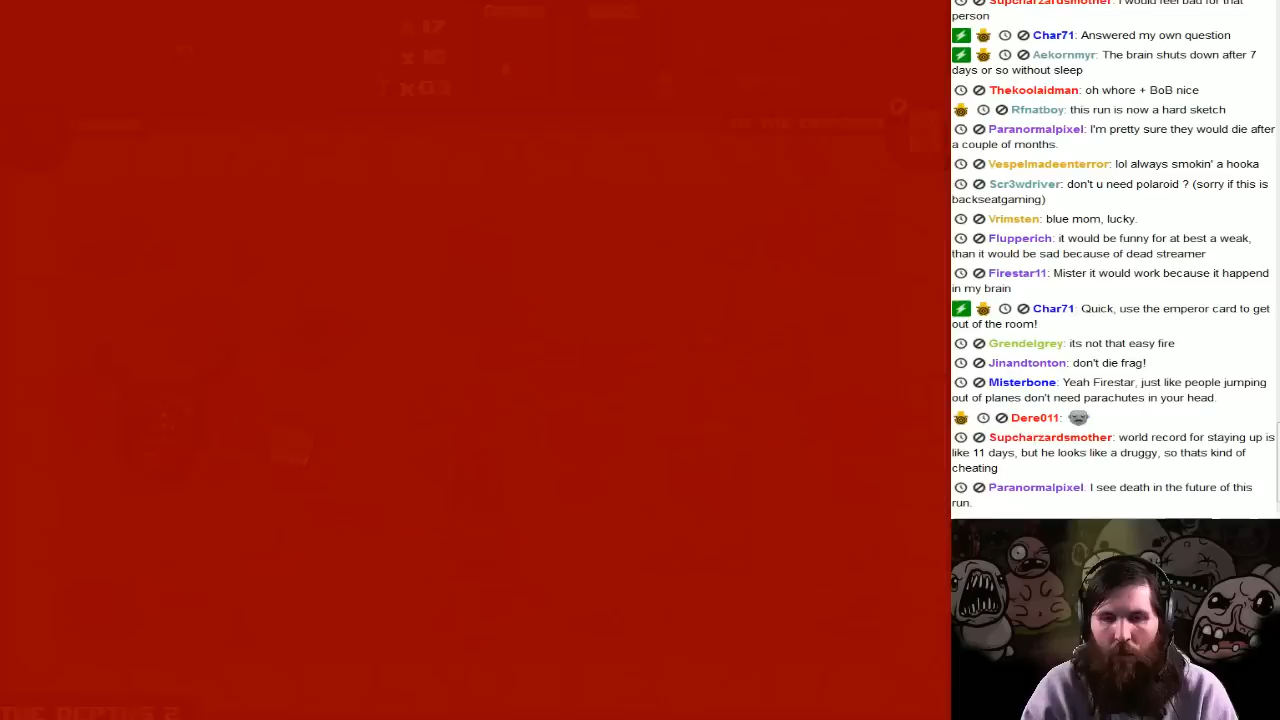 17
Supcharzardsmother: I would feel bad for that
person
Char71: Answered my own question
Aekornmyr: The brain shuts down after 7
days or so without sleep
Thekoolaidman: oh whore + BoB nice
Rfnatboy: this run is now a hard sketch
Paranormalpixel: I'm pretty sure they would die after
a couple of months.
Vespelmadeenterror: lol always smokin' a hooka
Scr3wdriver: don't u need polaroid ? (sorry if this is
backseatgaming)
Vrimsten: blue mom, lucky.
Flupperich: it would be funny for at best a weak,
than it would be sad because of dead streamer
Firestar11: Mister it would work because it happend
in my brain
Char71: Quick, use the emperor card to get
out of the room!
Grendelgrey: its not that easy fire
Jinandtonton: don't die frag!
Misterbone: Yeah Firestar, just like people jumping
out of planes don't need parachutes in your head.
Dere011:
Supcharzardsmother: world record for staying up is
like 11 days, but he looks like a druggy, so thats kind of
cheating
Paranormalpixel: I see death in the future of this
run.
THE DEPTHS 2